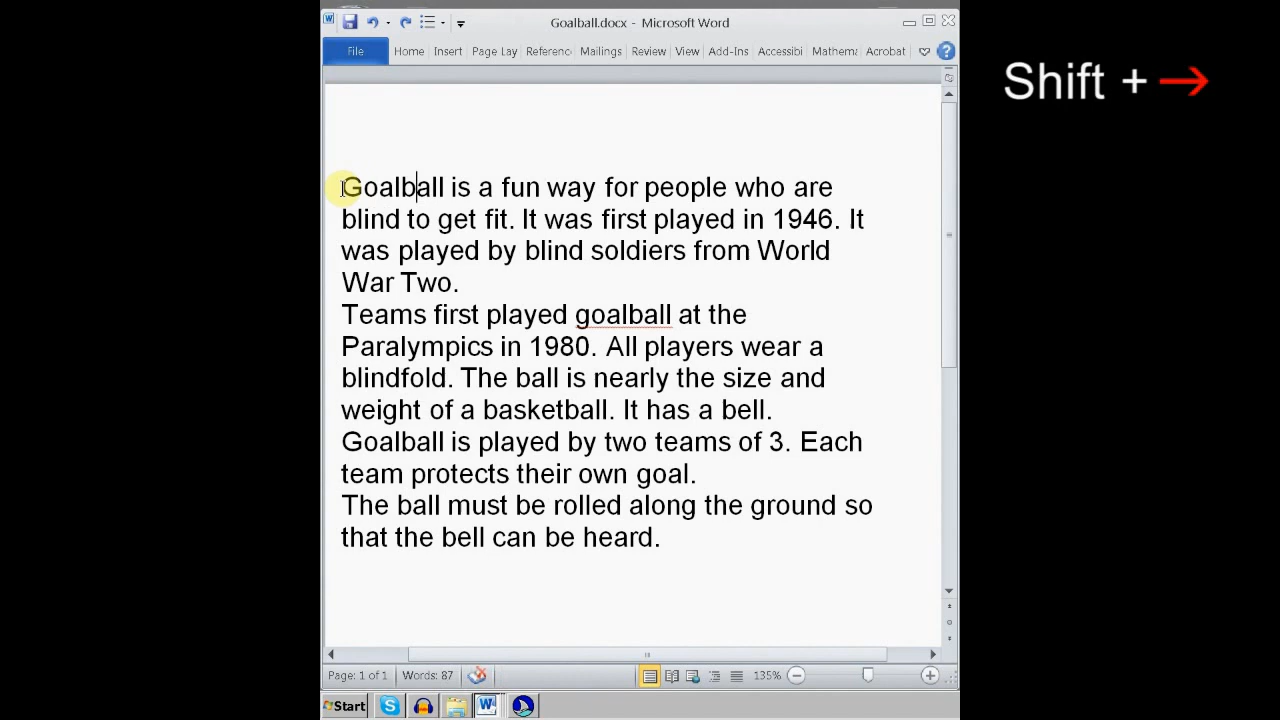 Goalball.docx - Microsoft Word
File Home Insert Page Lay Referenc Mailings Review View Add-Ins Accessibi Mathema Acrobat
Shift +
Goalball is a fun way for people who are
blind to get fit. It was first played in 1946. It
was played by blind soldiers from World
War Two.
Teams first played goalball at the
Paralympics in 1980. All players wear a
blindfold. The ball is nearly the size and
weight of a basketball. It has a bell.
Goalball is played by two teams of 3. Each
team protects their own goal.
The ball must be rolled along the ground so
that the bell can be heard.
Page: 1 of 1 Words: 87 135%
Start